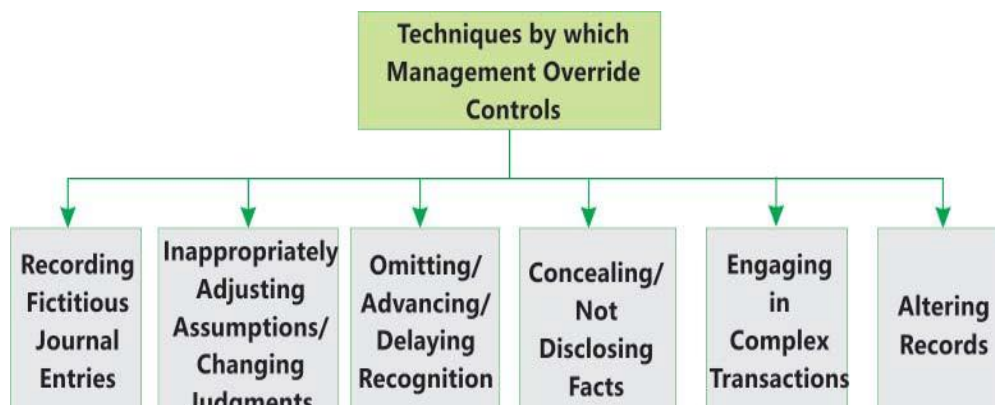 Techniques by which
Management Override
Controls
Recording
Fictitious
Journal
Entries
Inappropriately
Adjusting
Assumptions/
Changing
Judgments
Omitting/
Advancing/
Delaying
Recognition
Concealing/
Not
Disclosing
Facts
Engaging
in
Complex
Transactions
Altering
Records